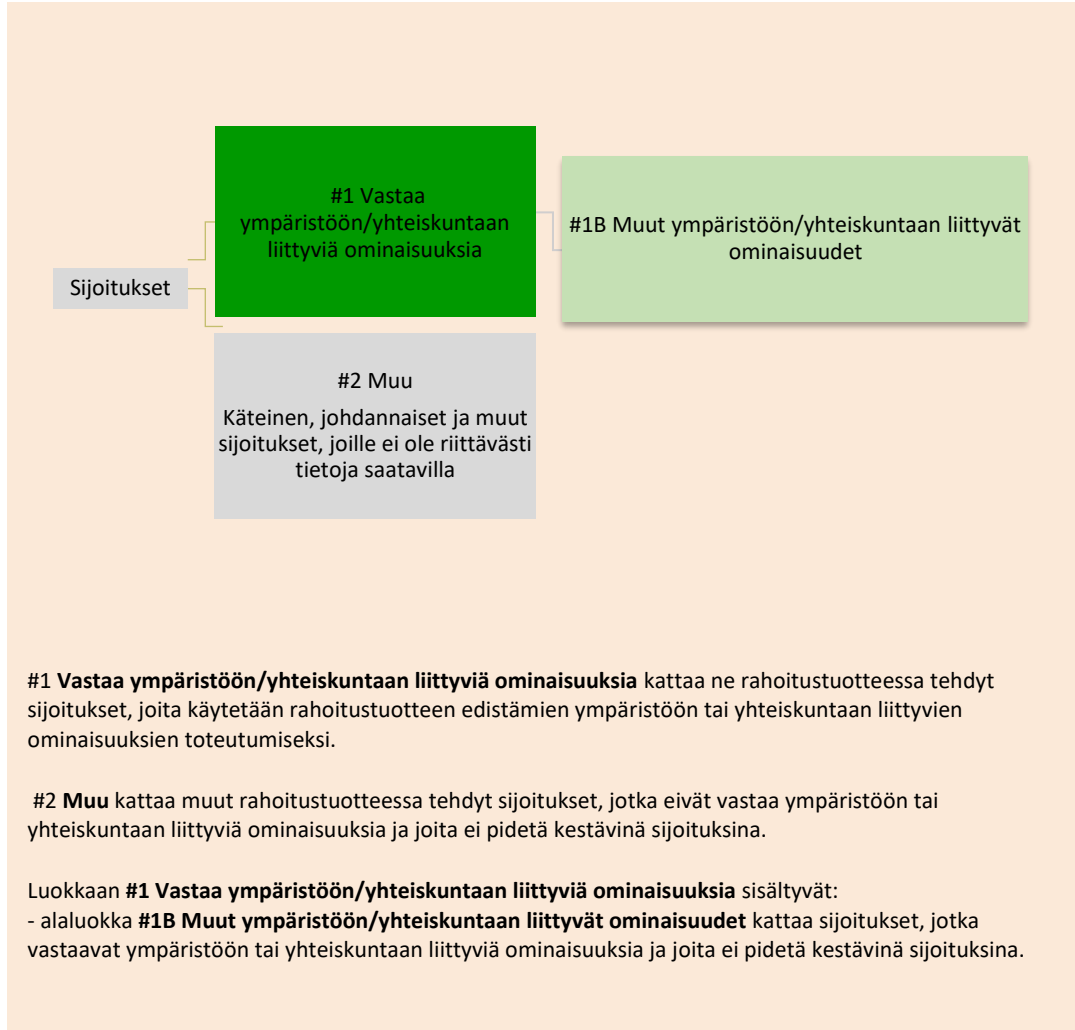 #1 Vastaa
ympäristöön/yhteiskuntaan
liittyviä ominaisuuksia
#1B Muut ympäristöön/yhteiskuntaan liittyvät
ominaisuudet
Sijoitukset
#2 Muu
Käteinen, johdannaiset ja muut
sijoitukset, joille ei ole riittävästi
tietoja saatavilla
#1 Vastaa ympäristöön/yhteiskuntaan liittyviä ominaisuuksia kattaa ne rahoitustuotteessa tehdyt
sijoitukset, joita käytetään rahoitustuotteen edistämien ympäristöön tai yhteiskuntaan liittyvien
ominaisuuksien toteutumiseksi.
#2 Muu kattaa muut rahoitustuotteessa tehdyt sijoitukset, jotka eivät vastaa ympäristöön tai
yhteiskuntaan liittyviä ominaisuuksia ja joita ei pidetä kestävinä sijoituksina.
Luokkaan #1 Vastaa ympäristöön/yhteiskuntaan liittyviä ominaisuuksia sisältyvät:
- alaluokka #1B Muut ympäristöön/yhteiskuntaan liittyvät ominaisuudet kattaa sijoitukset, jotka
vastaavat ympäristöön tai yhteiskuntaan liittyviä ominaisuuksia ja joita ei pidetä kestävinä sijoituksina.